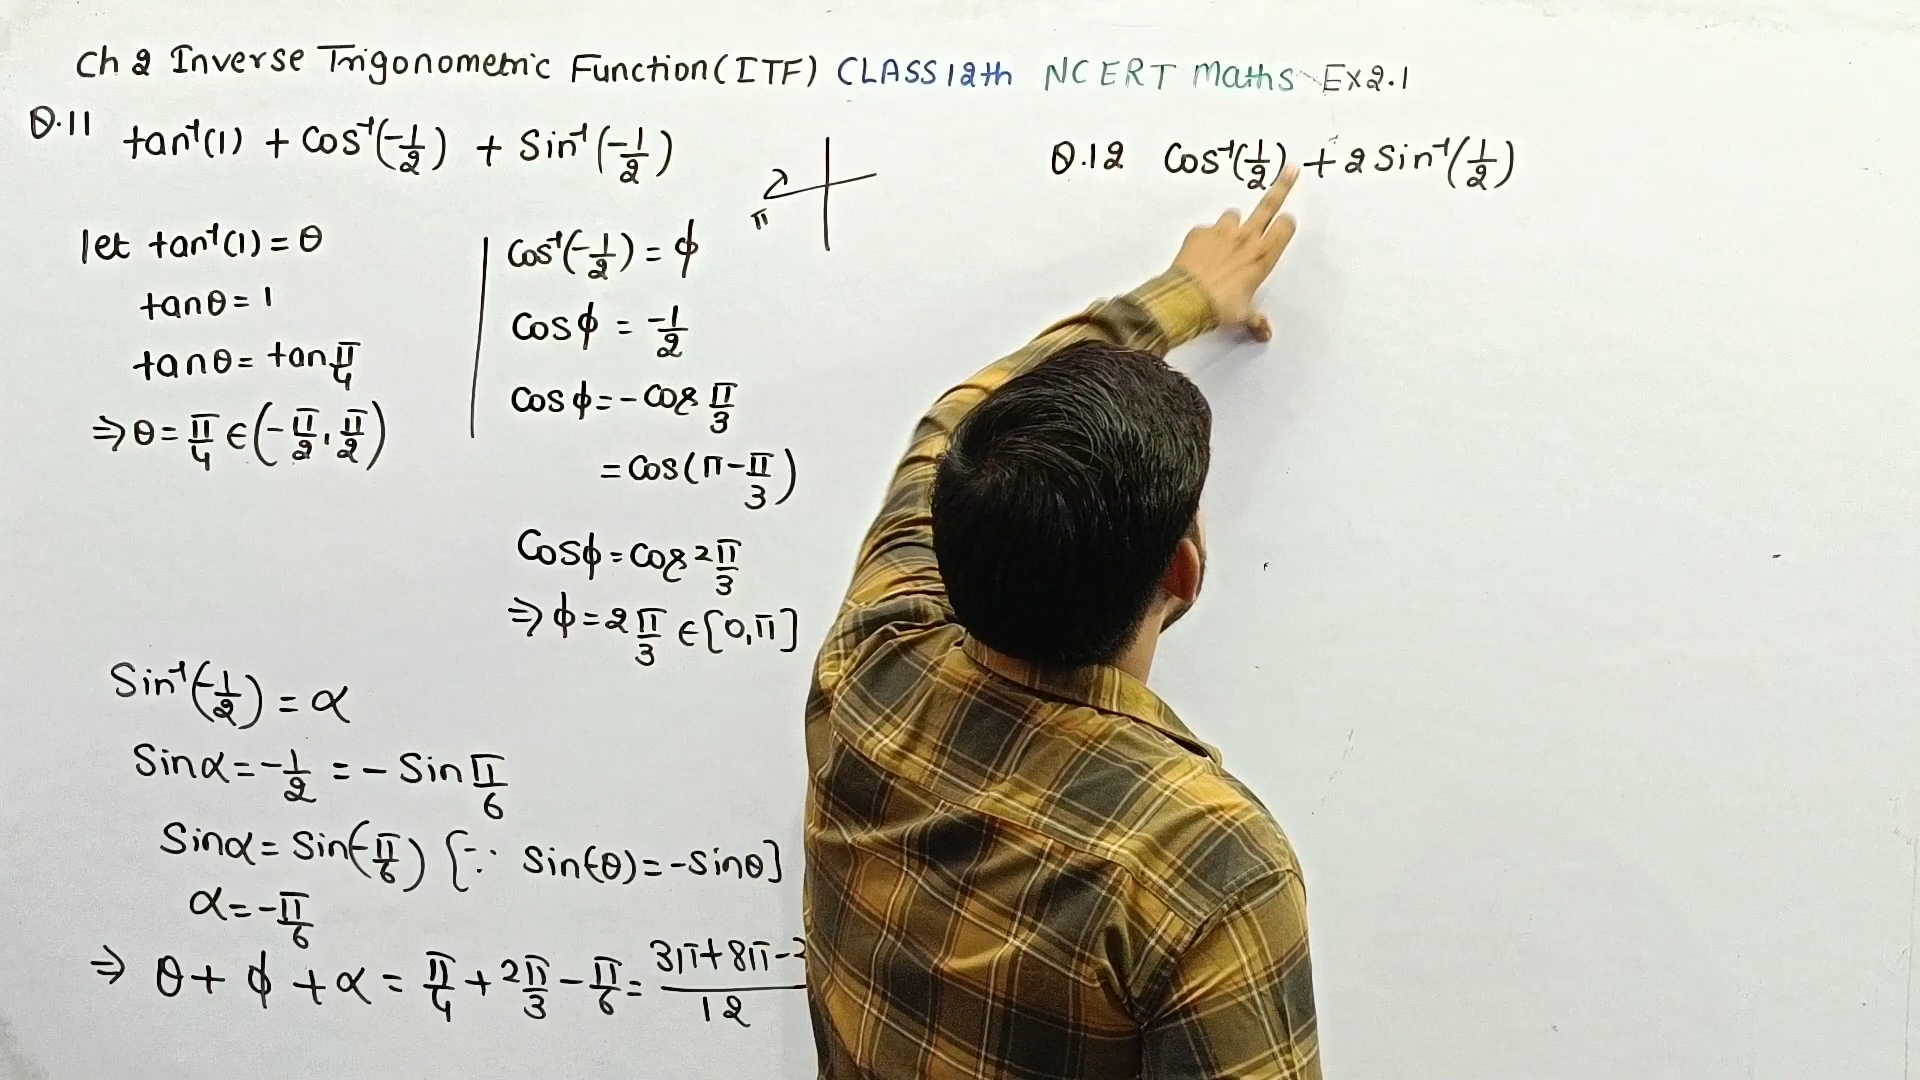 Ch 2 Inverse Trigonometric Function (ITF) CLASS 12th NCERT Maths Ex 2.1
Q.11 tan⁻¹(1) + Cos⁻¹(-1/2) + Sin⁻¹(-1/2)
let tan⁻¹(1) = θ
tanθ = 1
tanθ = tan π/4
⇒ θ = π/4 ∈ (-π/2, π/2)
π
Cos⁻¹(-1/2) = ϕ
Cos ϕ = -1/2
Cos ϕ = - Cos π/3
= Cos(π - π/3)
Cosϕ = Cos 2π/3
⇒ ϕ = 2π/3 ∈ [0, π]
Sin⁻¹(-1/2) = α
Sinα = -1/2 = - Sin π/6
Sinα = Sin(-π/6) [∵ Sin(-θ) = -sinθ]
α = -π/6
⇒ θ + ϕ + α = π/4 + 2π/3 - π/6 = 3π + 8π - / 12
Q.12 Cos⁻¹(1/2) + 2 Sin⁻¹(1/2)